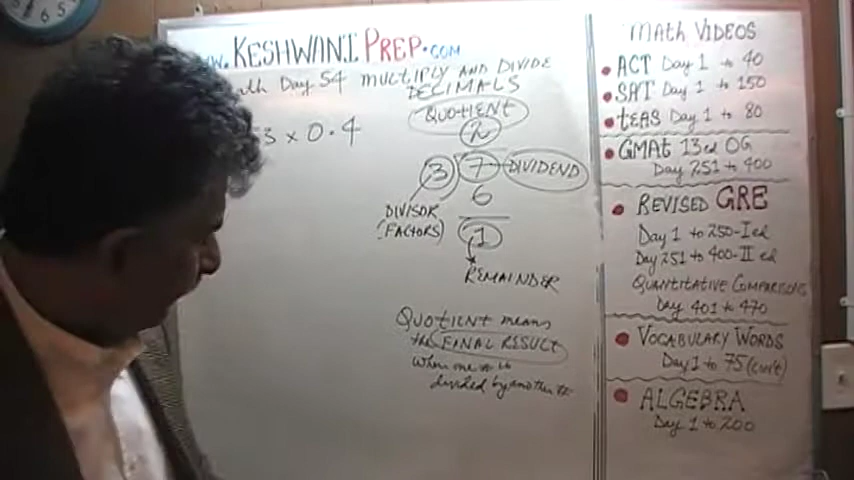 KESHWANI PREP.COM
Day 54 MULTIPLY AND DIVIDE
DECIMALS
3 x 0.4
QUOTIENT
2
3 7 DIVIDEND
6
1
DIVISOR
(FACTORS)
REMAINDER
QUOTIENT means
the FINAL RESULT
when one is
divided by another
MATH VIDEOS
• ACT Day 1 to 40
• SAT Day 1 to 150
• tEAS Day 1 to 80
• GMAt 13 ed OG
Day 251 to 400
• REVISED GRE
Day 1 to 250-I ed
Day 251 to 400-II ed
QUANTITATIVE COMPARISONS
Day 401 to 470
• VOCABULARY WORDS
Day 1 to 75
• ALGEBRA
Day 1 to 200